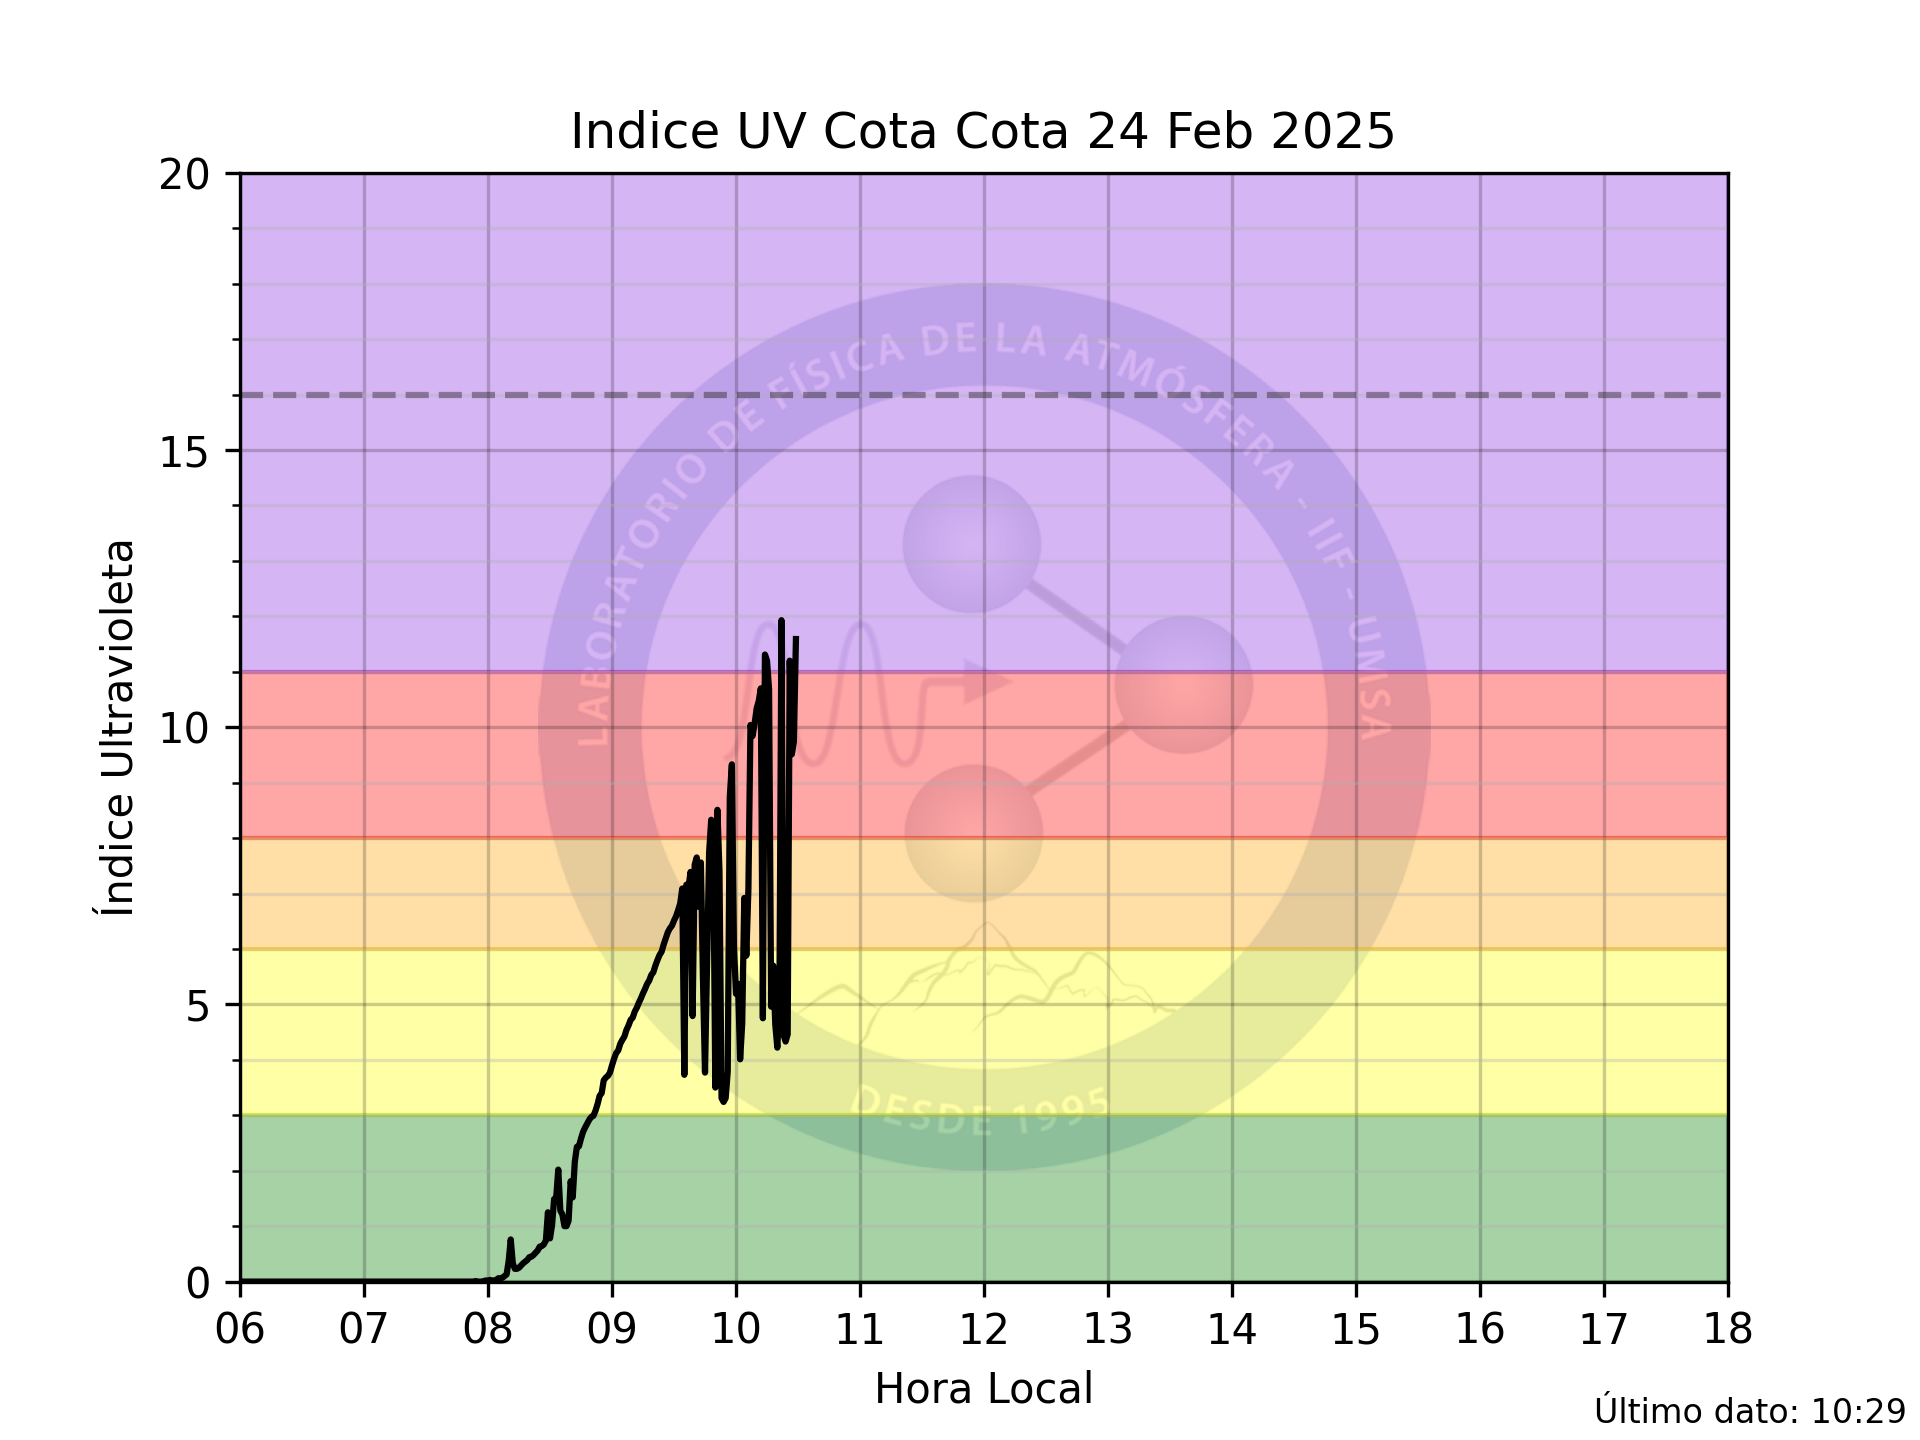 Indice UV Cota Cota 24 Feb 2025
20
15
10
5
0
Índice Ultravioleta
LABORATORIO DE FÍSICA DE LA ATMÓSFERA - IIF - UMSA
DESDE 1995
06 07 08 09 10 11 12 13 14 15 16 17 18
Hora Local
Último dato: 10:29